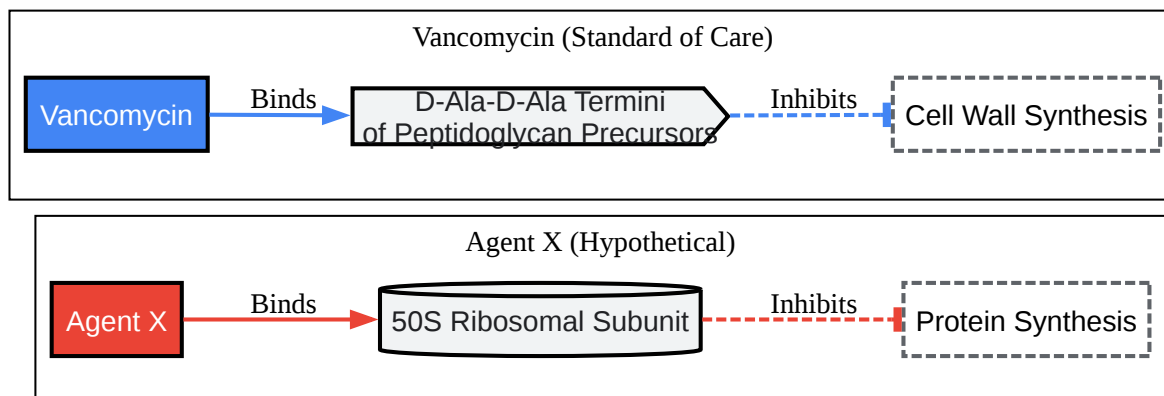 Vancomycin (Standard of Care)
Vancomycin
Binds
D-Ala-D-Ala Termini
of Peptidoglycan Precursors
Inhibits
Cell Wall Synthesis
Agent X (Hypothetical)
Agent X
Binds
50S Ribosomal Subunit
Inhibits
Protein Synthesis